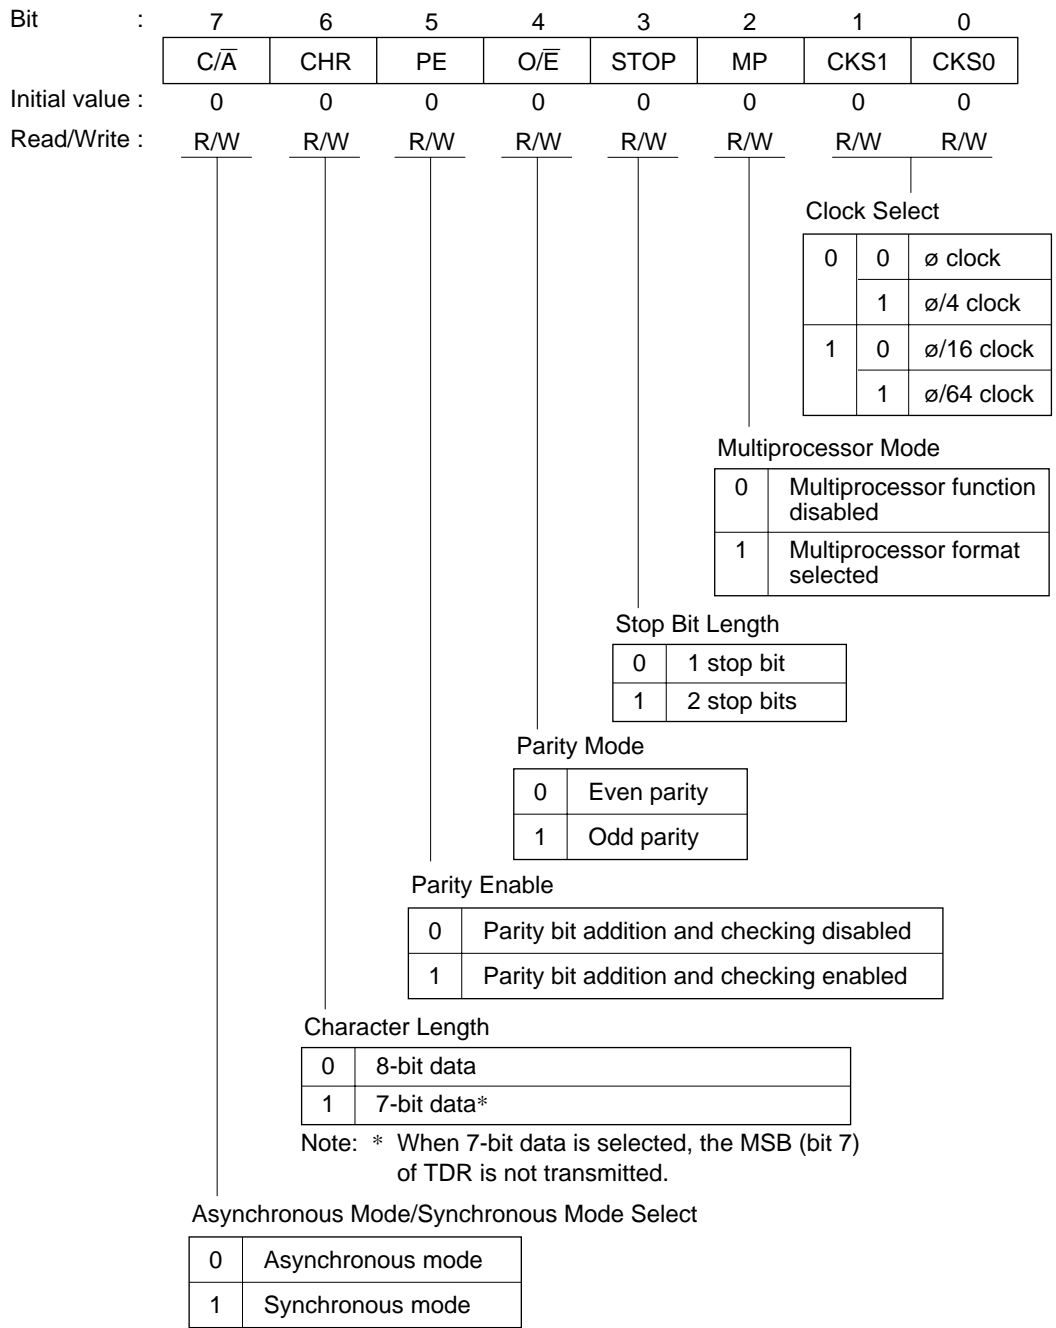 Bit : 7 6 5 4 3 2 1 0
C/A̅ CHR PE O/E̅ STOP MP CKS1 CKS0
Initial value : 0 0 0 0 0 0 0 0
Read/Write : R/W R/W R/W R/W R/W R/W R/W R/W
Clock Select
0 0 ø clock
1 ø/4 clock
1 0 ø/16 clock
1 ø/64 clock
Multiprocessor Mode
0 Multiprocessor function
disabled
1 Multiprocessor format
selected
Stop Bit Length
0 1 stop bit
1 2 stop bits
Parity Mode
0 Even parity
1 Odd parity
Parity Enable
0 Parity bit addition and checking disabled
1 Parity bit addition and checking enabled
Character Length
0 8-bit data
1 7-bit data*
Note: * When 7-bit data is selected, the MSB (bit 7)
of TDR is not transmitted.
Asynchronous Mode/Synchronous Mode Select
0 Asynchronous mode
1 Synchronous mode